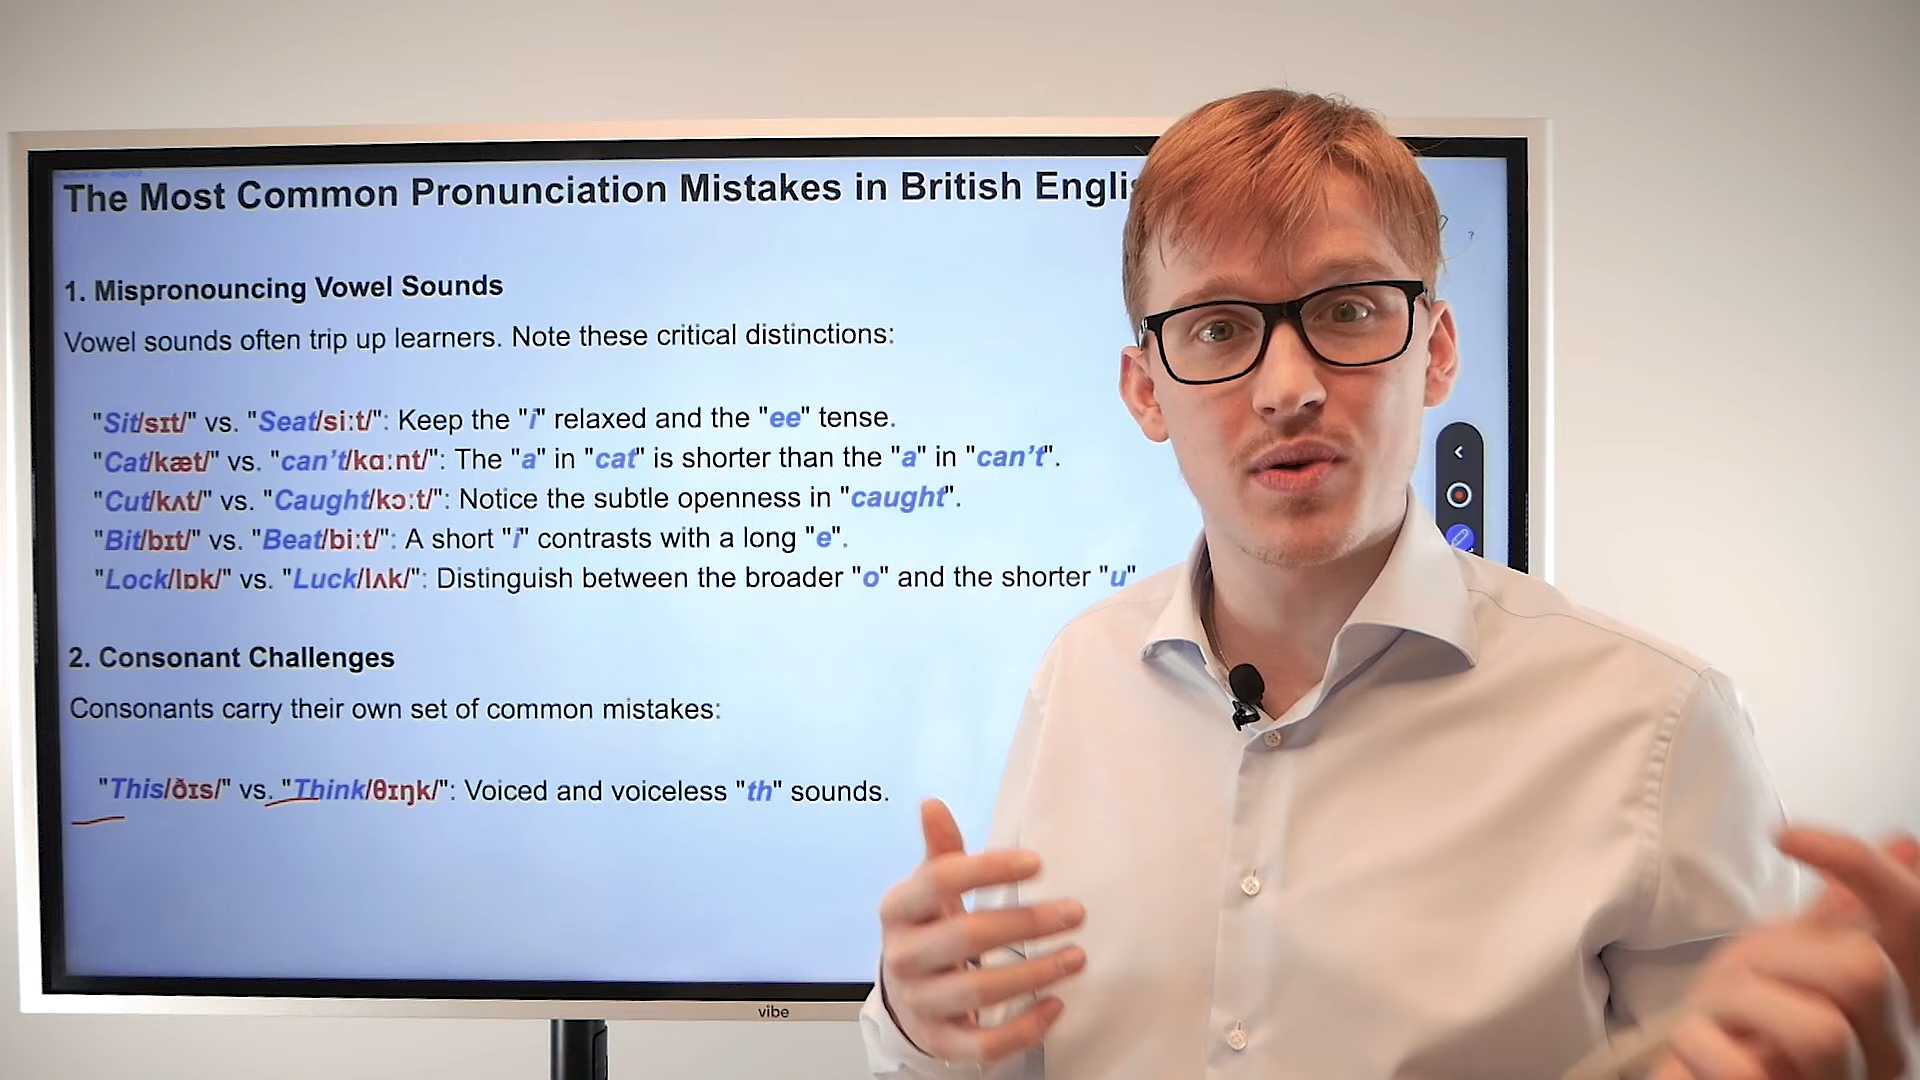 The Most Common Pronunciation Mistakes in British Engli
?
1. Mispronouncing Vowel Sounds
Vowel sounds often trip up learners. Note these critical distinctions:
"Sit/sɪt/" vs. "Seat/siːt/": Keep the "i" relaxed and the "ee" tense.
"Cat/kæt/" vs. "can’t/kɑːnt/": The "a" in "cat" is shorter than the "a" in "can’t".
"Cut/kʌt/" vs. "Caught/kɔːt/": Notice the subtle openness in "caught".
"Bit/bɪt/" vs. "Beat/biːt/": A short "i" contrasts with a long "e".
"Lock/lɒk/" vs. "Luck/lʌk/": Distinguish between the broader "o" and the shorter "u"
2. Consonant Challenges
Consonants carry their own set of common mistakes:
"This/ðɪs/" vs. "Think/θɪŋk/": Voiced and voiceless "th" sounds.
vibe